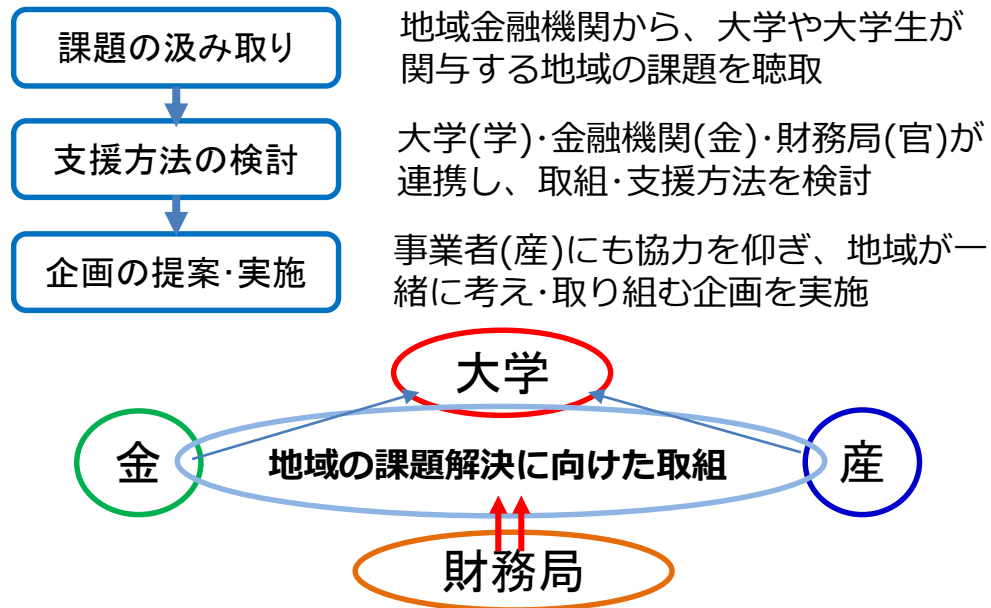 課題の汲み取り
地域金融機関から、大学や大学生が
関与する地域の課題を聴取
支援方法の検討
大学(学)･金融機関(金)･財務局(官)が
連携し、取組･支援方法を検討
企画の提案･実施
事業者(産)にも協力を仰ぎ、地域が一
緒に考え･取り組む企画を実施
大学
金
地域の課題解決に向けた取組
産
財務局